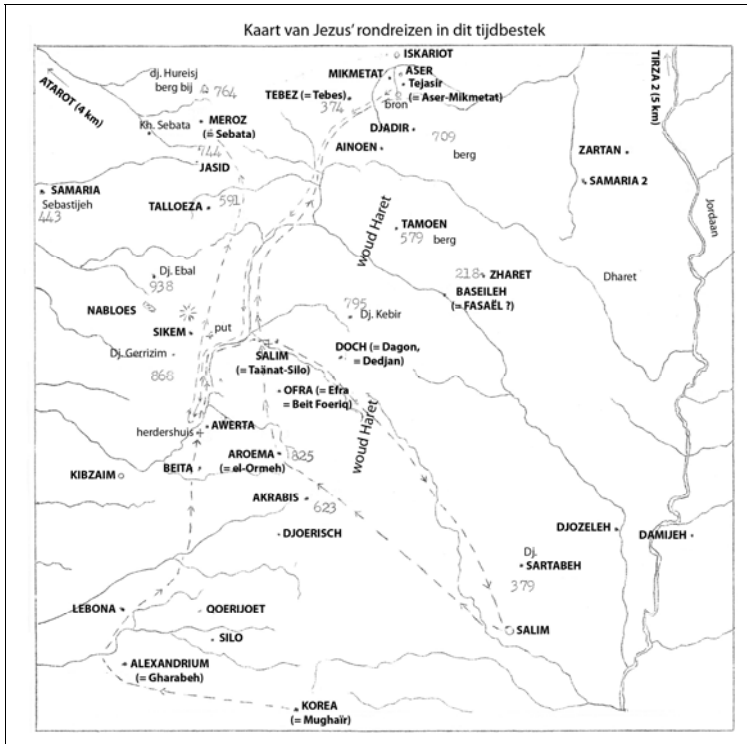 Kaart van Jezus' rondreizen in dit tijdbestek
ISKARIOT
dj. Hureisj
berg bij
764
ATAROT (4 km)
MIKMETAT
ASER
Tejasir
(= Aser-Mikmetat)
TEBEZ (= Tebes)
374
bron
TIRZA 2 (5 km)
Kh. Sebata
MEROZ
(= Sebata)
744
DJADIR
709
berg
AINOEN
ZARTAN
JASID
SAMARIA
Sebastijeh
443
SAMARIA 2
TALLOEZA
591
Jordaan
woud Haret
TAMOEN
579 berg
Dj. Ebal
938
218
ZHARET
Dharet
BASEILEH
(= FASAËL ?)
NABLOES
795
Dj. Kebir
SIKEM
put
Dj. Gerrizim
868
SALIM
(= Taänat-Silo)
DOCH (= Dagon,
= Dedjan)
OFRA (= Efra
= Beit Foeriq)
woud Haret
herdershuis
AWERTA
AROEMA
(= el-Ormeh)
825
KIBZAIM
BEITA
AKRABIS
623
DJOERISCH
DJOZELEH
DAMIJEH
Dj.
SARTABEH
379
LEBONA
QOERIJOET
SALIM
SILO
ALEXANDRIUM
(= Gharabeh)
KOREA
(= Mughaïr)